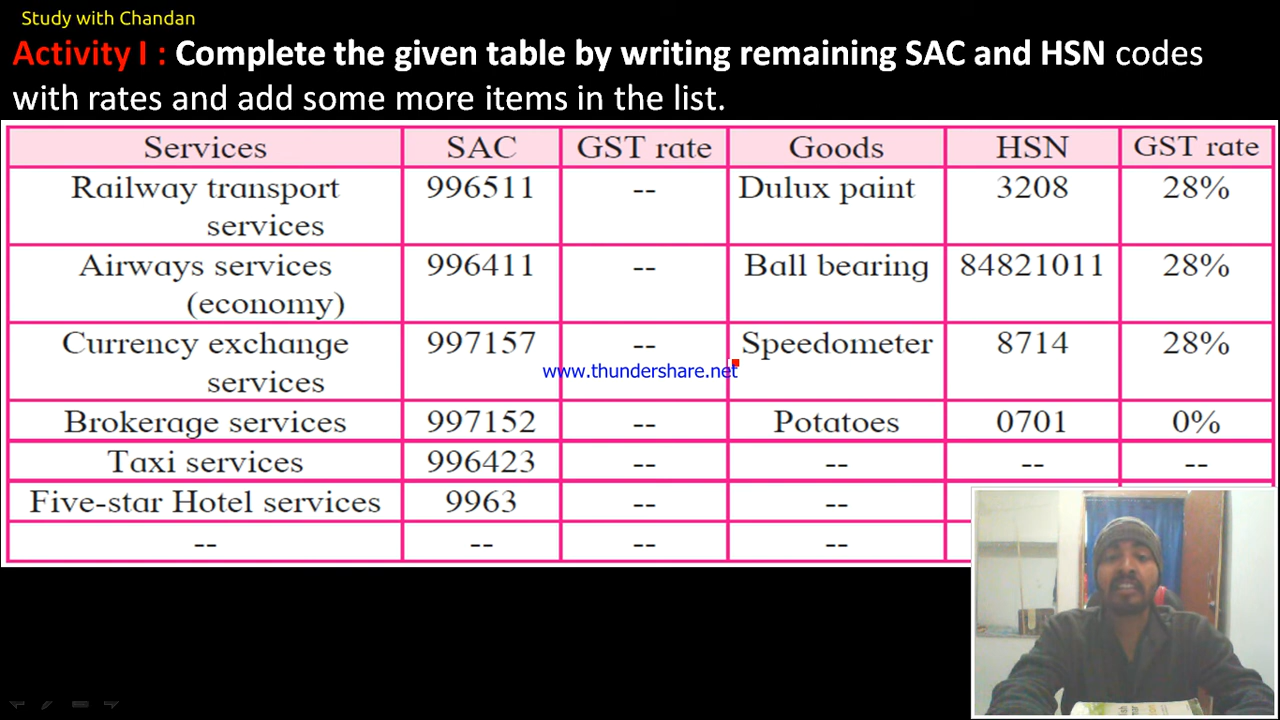 Study with Chandan
Activity I : Complete the given table by writing remaining SAC and HSN codes
with rates and add some more items in the list.
Services SAC GST rate Goods HSN GST rate
Railway transport services 996511 -- Dulux paint 3208 28%
Airways services (economy) 996411 -- Ball bearing 84821011 28%
Currency exchange services 997157 -- Speedometer 8714 28%
www.thundershare.net
Brokerage services 997152 -- Potatoes 0701 0%
Taxi services 996423 -- -- -- --
Five-star Hotel services 9963 -- --
-- -- -- --